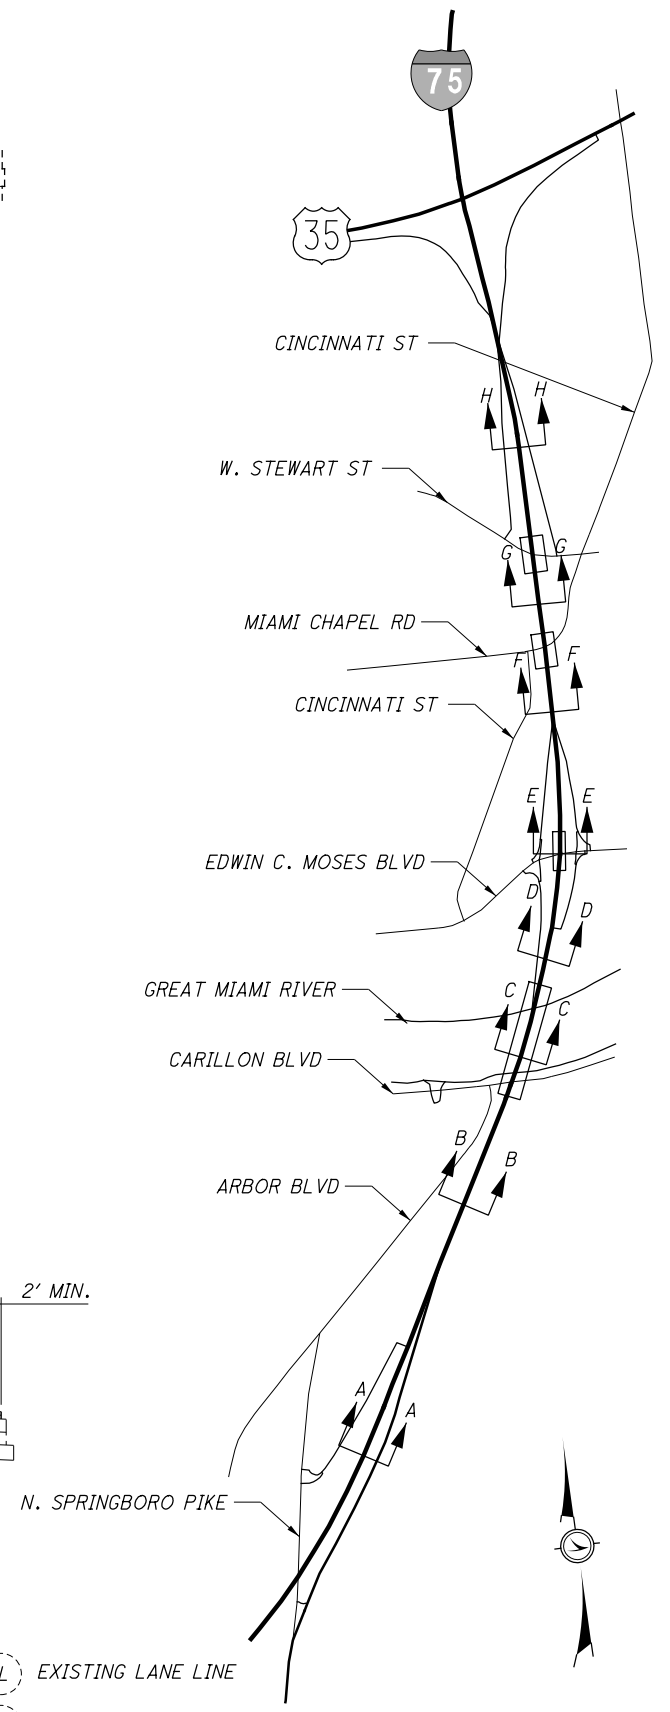 75
35
CINCINNATI ST
H H
W. STEWART ST
G G
MIAMI CHAPEL RD
F F
CINCINNATI ST
E E
EDWIN C. MOSES BLVD
D D
GREAT MIAMI RIVER
C C
CARILLON BLVD
B B
ARBOR BLVD
2' MIN.
A A
N. SPRINGBORO PIKE
L EXISTING LANE LINE